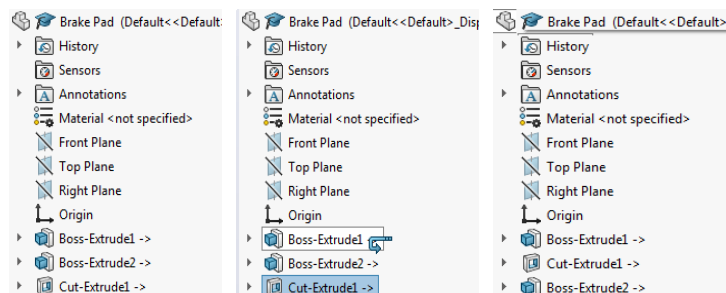 Brake Pad (Default<<Default
History
Sensors
Annotations
Material <not specified>
Front Plane
Top Plane
Right Plane
Origin
Boss-Extrude1 ->
Boss-Extrude2 ->
Cut-Extrude1 ->
Brake Pad (Default<<Default>_Disp
History
Sensors
Annotations
Material <not specified>
Front Plane
Top Plane
Right Plane
Origin
Boss-Extrude1
Boss-Extrude2 ->
Cut-Extrude1 ->
Brake Pad (Default<<Default>
History
Sensors
Annotations
Material <not specified>
Front Plane
Top Plane
Right Plane
Origin
Boss-Extrude1 ->
Cut-Extrude1 ->
Boss-Extrude2 ->